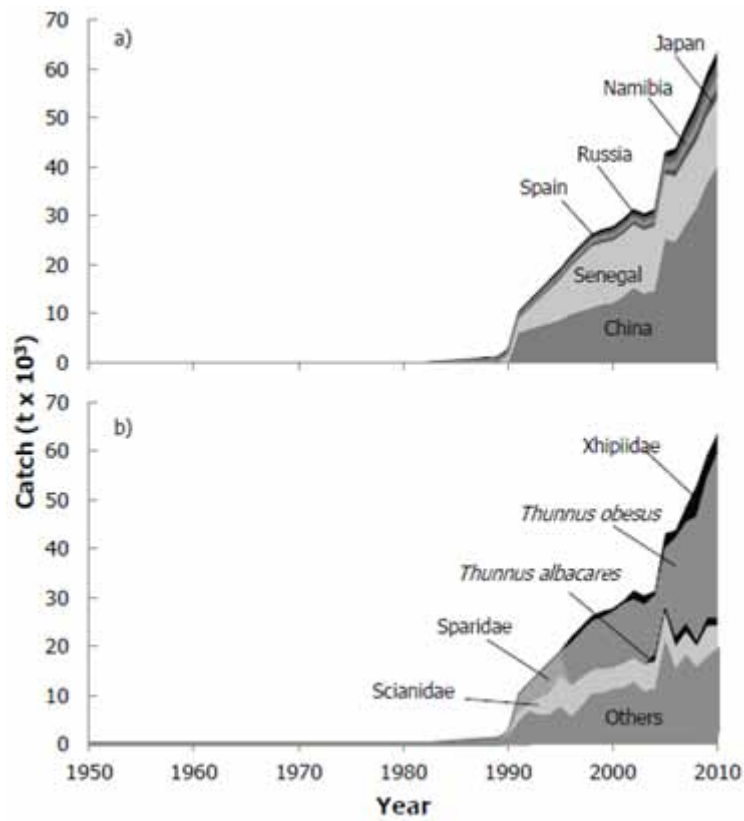 70
a)
Japan
60
Namibia
50
Russia
40
Spain
30
20
Senegal
10
China
0
Catch (t x 10³)
70
b)
Xhipiidae
60
50
Thunnus obesus
40
Thunnus albacares
30
Sparidae
20
Scianidae
10
Others
0
1950 1960 1970 1980 1990 2000 2010
Year